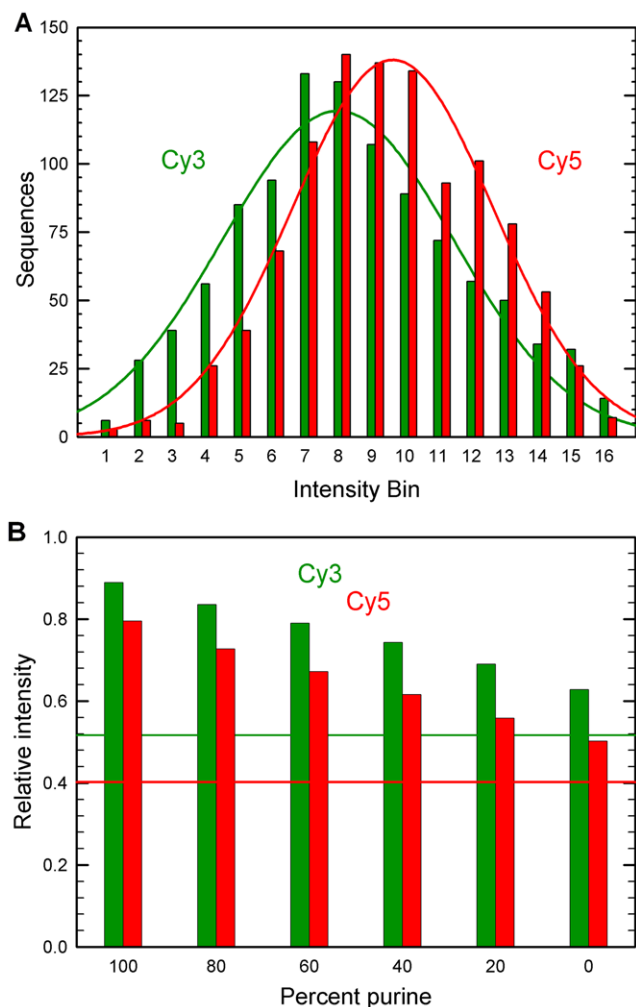 A
150
125
100
75
50
25
0
Sequences
Cy3
Cy5
1 2 3 4 5 6 7 8 9 10 11 12 13 14 15 16
Intensity Bin
B
1.0
0.8
0.6
0.4
0.2
0.0
Relative intensity
Cy3
Cy5
100 80 60 40 20 0
Percent purine